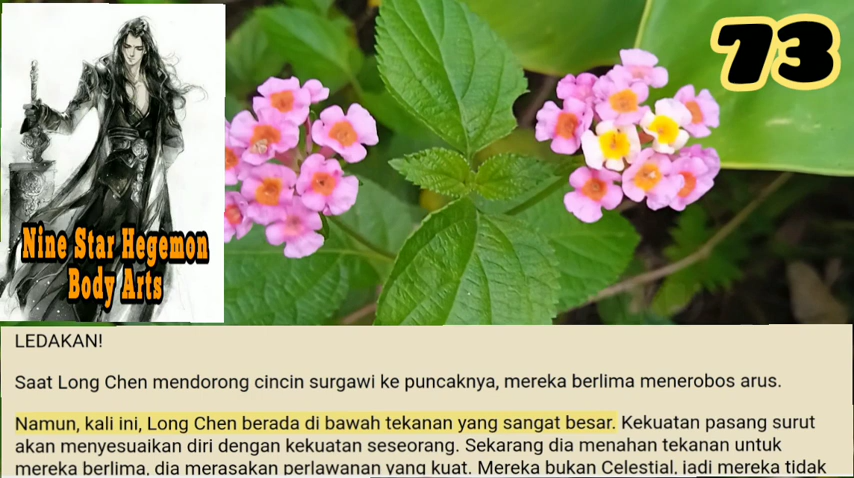 73
Nine Star Hegemon
Body Arts
LEDAKAN!
Saat Long Chen mendorong cincin surgawi ke puncaknya, mereka berlima menerobos arus.
Namun, kali ini, Long Chen berada di bawah tekanan yang sangat besar. Kekuatan pasang surut
akan menyesuaikan diri dengan kekuatan seseorang. Sekarang dia menahan tekanan untuk
mereka berlima, dia merasakan perlawanan yang kuat. Mereka bukan Celestial, jadi mereka tidak